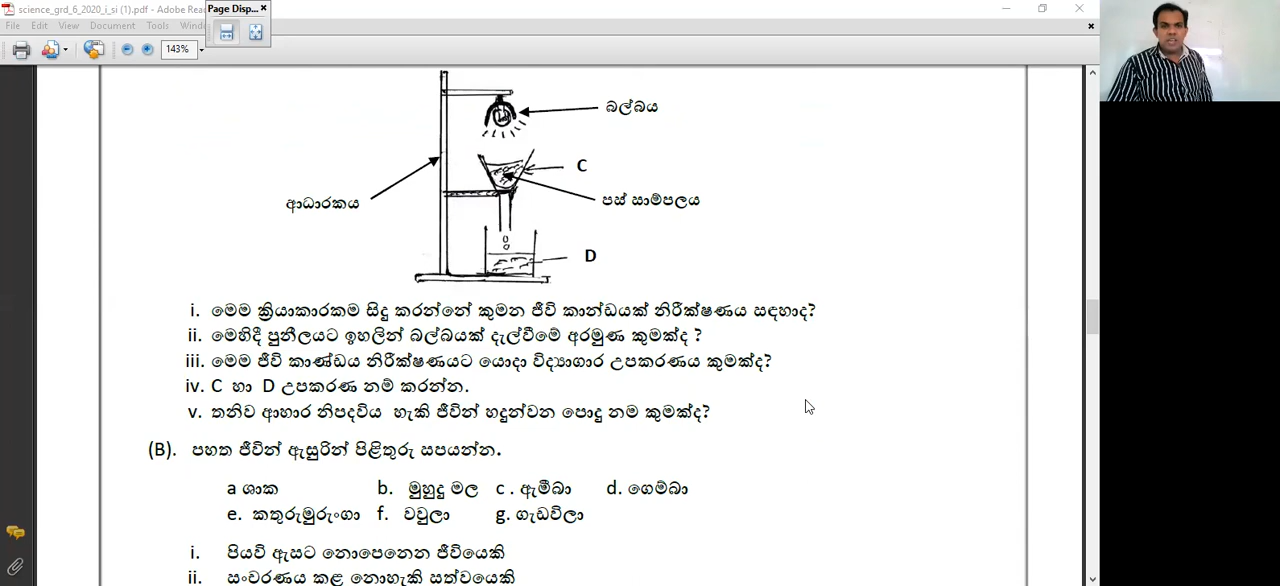 science_grd_6_2020_i_si (1).pdf - Adobe Rea
Page Disp...
File Edit View Document Tools Wind
143%
බල්බය
C
ආධාරකය
පස් සාම්පලය
D
i. මෙම ක්‍රියාකාරකම සිදු කරන්නේ කුමන ජීවි කාන්ඩයක් නිරීක්ෂණය සඳහාද?
ii. මෙහිදී පුනීලයට ඉහලින් බල්බයක් දැල්වීමේ අරමුණ කුමක්ද ?
iii. මෙම ජීවි කාණ්ඩය නිරීක්ෂණයට යොදා විද්‍යාගාර උපකරණය කුමක්ද?
iv. C හා D උපකරණ නම් කරන්න.
v. තනිව ආහාර නිපදවිය හැකි ජීවීන් හදුන්වන පොදු නම කුමක්ද?
(B). පහත ජීවින් ඇසුරින් පිළිතුරු සපයන්න.
a ශාක b. මුහුදු මල c . ඇමීබා d. ගෙම්බා
e. කතුරුමුරුංගා f. වවුලා g. ගැඩවිලා
i. පියවි ඇසට නොපෙනෙන ජීවියෙකි
ii. සංචරණය කළ නොහැකි සත්වයෙකි